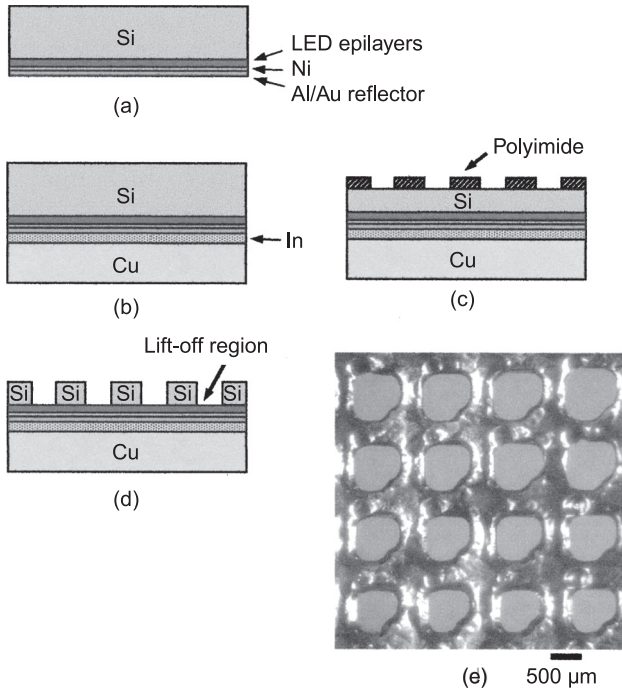 Si
LED epilayers
Ni
Al/Au reflector
(a)
Si
In
Cu
(b)
Polyimide
Si
Cu
(c)
Lift-off region
Si Si Si Si Si
Cu
(d)
(e)
500 μm